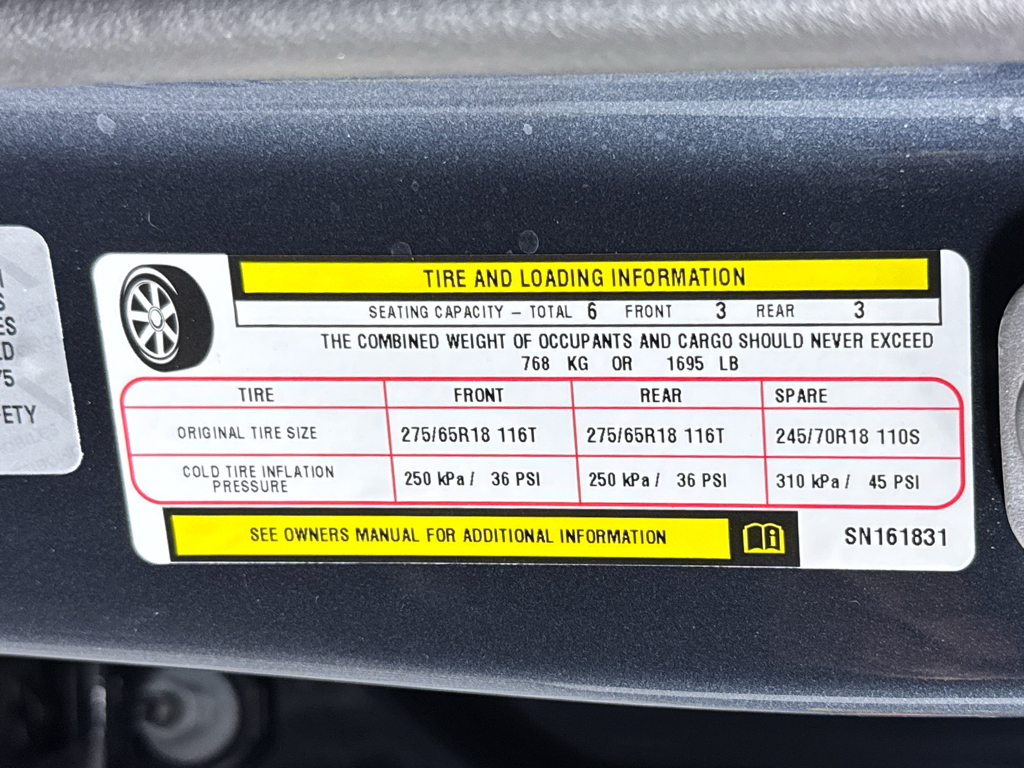 TIRE AND LOADING INFORMATION
SEATING CAPACITY – TOTAL 6 FRONT 3 REAR 3
THE COMBINED WEIGHT OF OCCUPANTS AND CARGO SHOULD NEVER EXCEED
768 KG OR 1695 LB
TIRE FRONT REAR SPARE
ORIGINAL TIRE SIZE 275/65R18 116T 275/65R18 116T 245/70R18 110S
COLD TIRE INFLATION
PRESSURE 250 kPa / 36 PSI 250 kPa / 36 PSI 310 kPa / 45 PSI
SEE OWNERS MANUAL FOR ADDITIONAL INFORMATION
SN161831